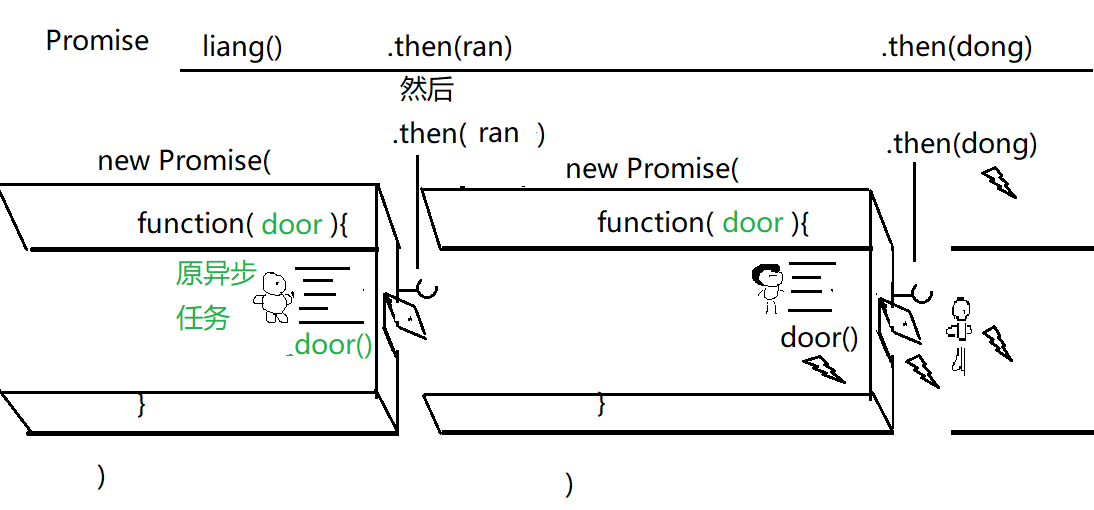 Promise liang() .then(ran) .then(dong)
然后
.then( ran )
.then(dong)
new Promise(
new Promise(
function( door ){
function( door ){
原异步
任务
door()
door()
}
}
)
)